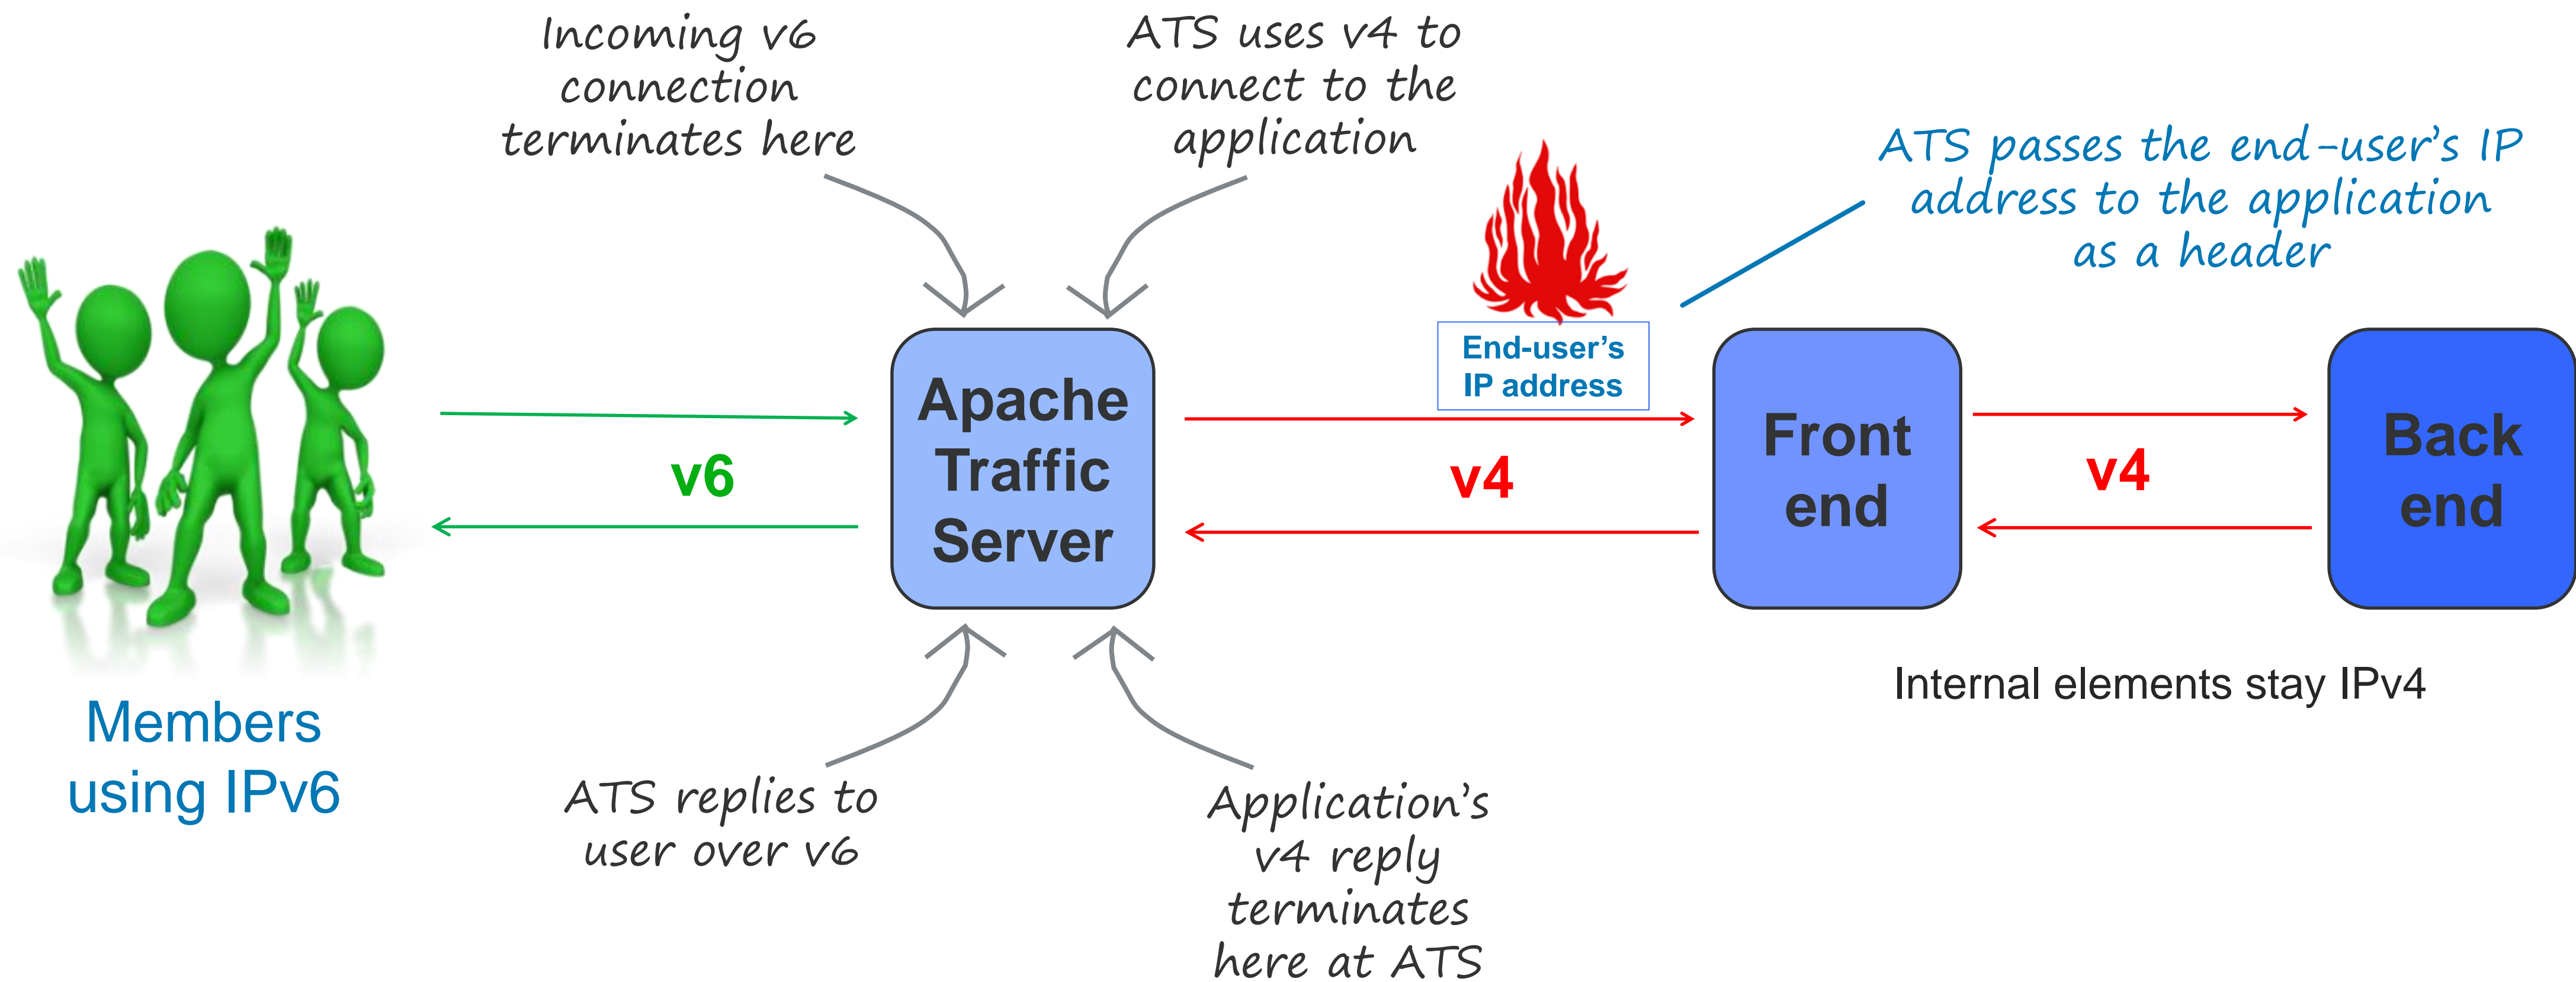 Incoming v6
connection
terminates here
ATS uses v4 to
connect to the
application
ATS passes the end-user's IP
address to the application
as a header
End-user's
IP address
Apache
Traffic
Server
Front
end
Back
end
v6
v4
v4
Internal elements stay IPv4
Members
using IPv6
ATS replies to
user over v6
Application's
v4 reply
terminates
here at ATS